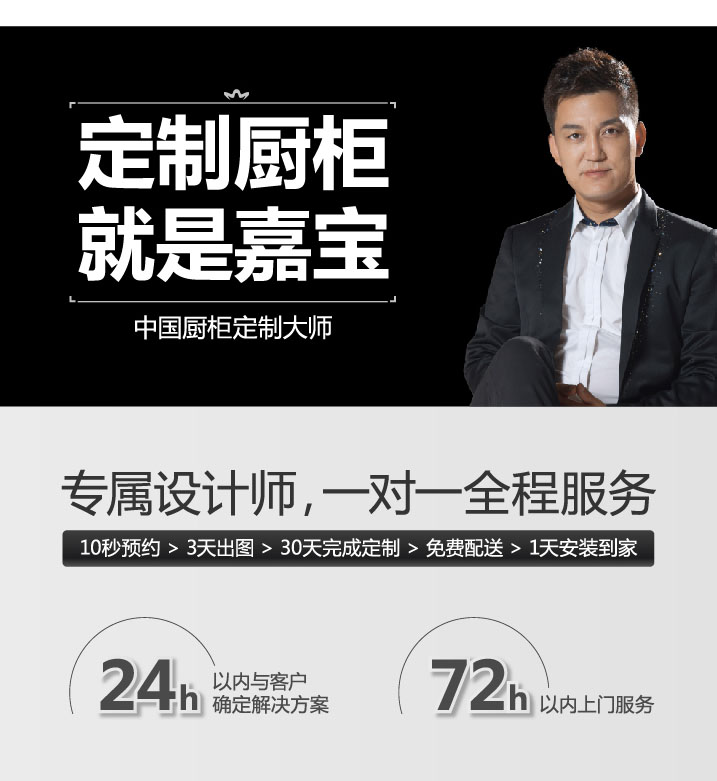 定制厨柜
就是嘉宝
中国厨柜定制大师
专属设计师，一对一全程服务
10秒预约 > 3天出图 > 30天完成定制 > 免费配送 > 1天安装到家
24h 以内与客户
确定解决方案
72h 以内上门服务